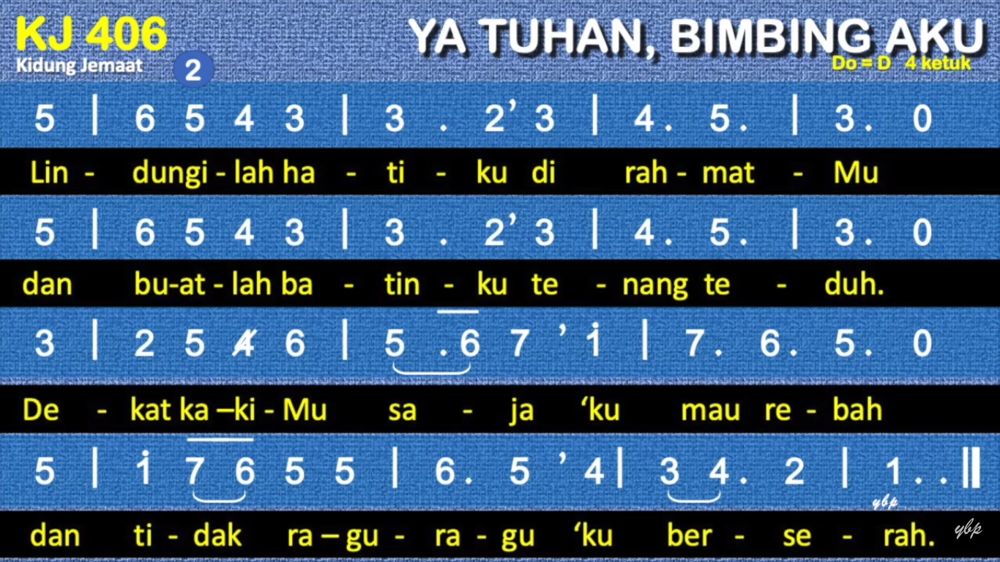 KJ 406
YA TUHAN, BIMBING AKU
Kidung Jemaat
2
Do = D 4 ketuk
5 | 6 5 4 3 | 3 . 2’ 3 | 4 . 5 . | 3 . 0
Lin - dungi - lah ha - ti - ku di rah - mat - Mu
5 | 6 5 4 3 | 3 . 2’ 3 | 4 . 5 . | 3 . 0
dan bu-at - lah ba - tin - ku te - nang te - duh.
3 | 2 5 4̸ 6 | 5 . 6 7 ’ 1̇ | 7 . 6 . 5 . 0
De - kat ka –ki - Mu sa - ja ‘ku mau re - bah
5 | 1̇ 7 6 5 5 | 6 . 5 ’ 4 | 3 4 . 2 | 1 . . ||
ybp
dan ti - dak ra – gu - ra - gu ‘ku ber - se - rah.
ybp